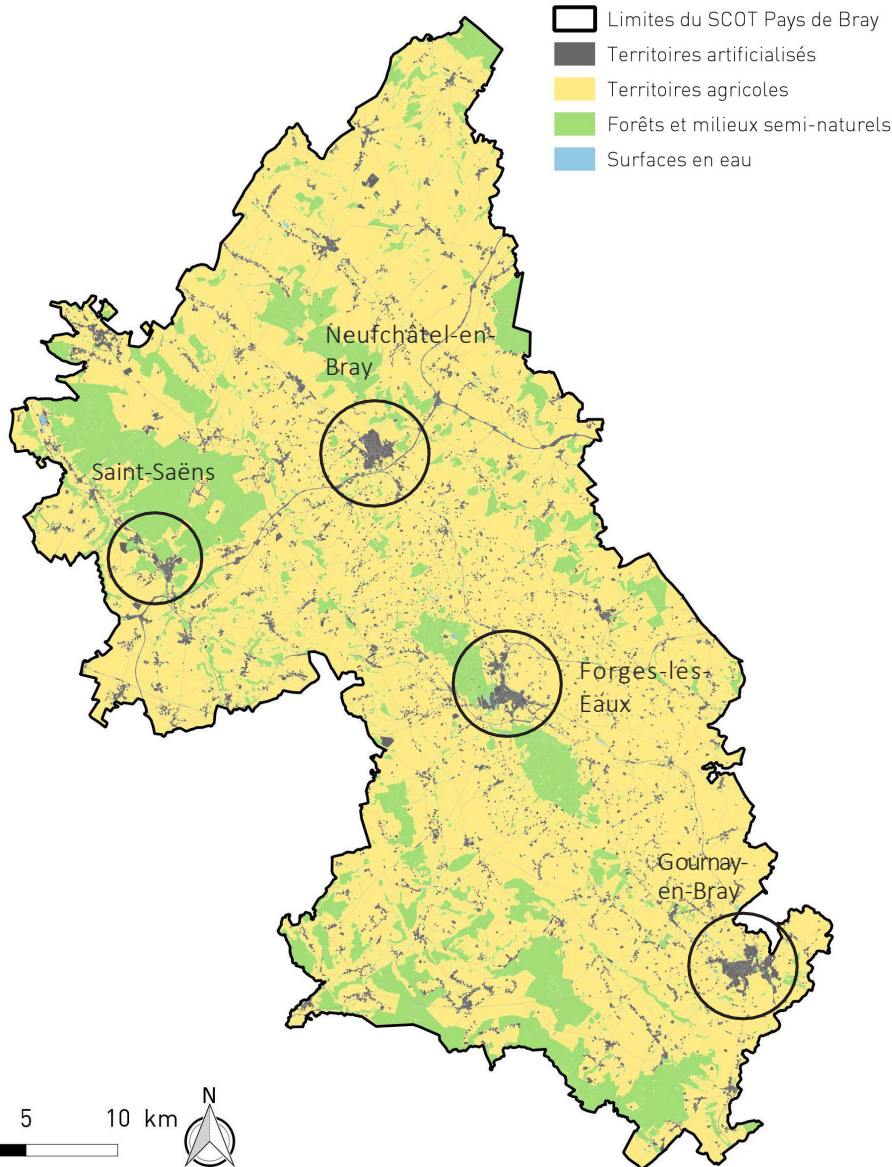 Limites du SCOT Pays de Bray
Territoires artificialisés
Territoires agricoles
Forêts et milieux semi-naturels
Surfaces en eau
Neufchâtel-en-
Bray
Saint-Saëns
Forges-les-
Eaux
Gournay-
en-Bray
5 10 km
N